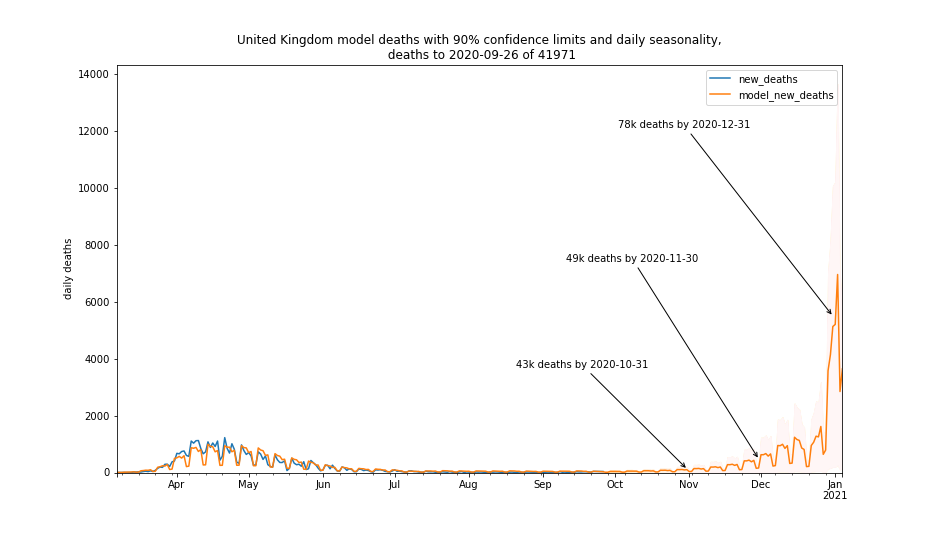 United Kingdom model deaths with 90% confidence limits and daily seasonality,
deaths to 2020-09-26 of 41971
14000
12000
10000
8000
6000
4000
2000
0
daily deaths
new_deaths
model_new_deaths
78k deaths by 2020-12-31
49k deaths by 2020-11-30
43k deaths by 2020-10-31
Apr May Jun Jul Aug Sep Oct Nov Dec Jan
2021